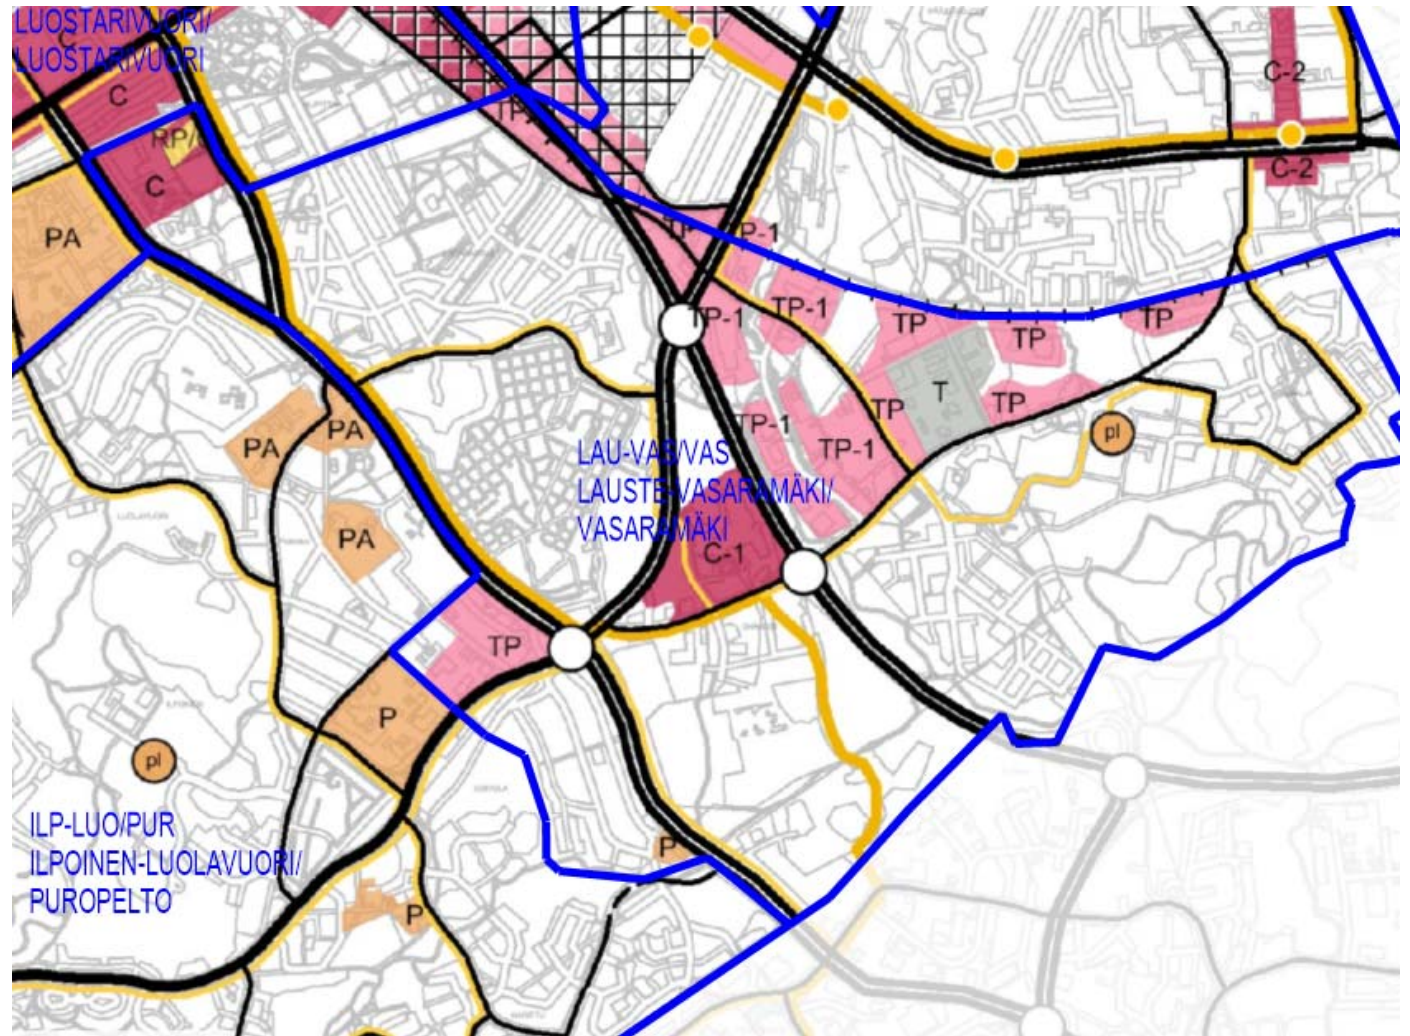 LUOSTARIVUORI/
LUOSTARIVUORI
C
C
RP/
C
PA
TP
C-2
C-2
TP
P-1
TP-1
TP-1
TP
TP
TP
T
TP
TP
TP-1
TP-1
pl
PA
PA
PA
LAU-VAS/VAS
LAUSTE-VASARAMÄKI/
VASARAMÄKI
C-1
TP
P
pl
ILP-LUO/PUR
ILPOINEN-LUOLAVUORI/
PUROPELTO
P
P